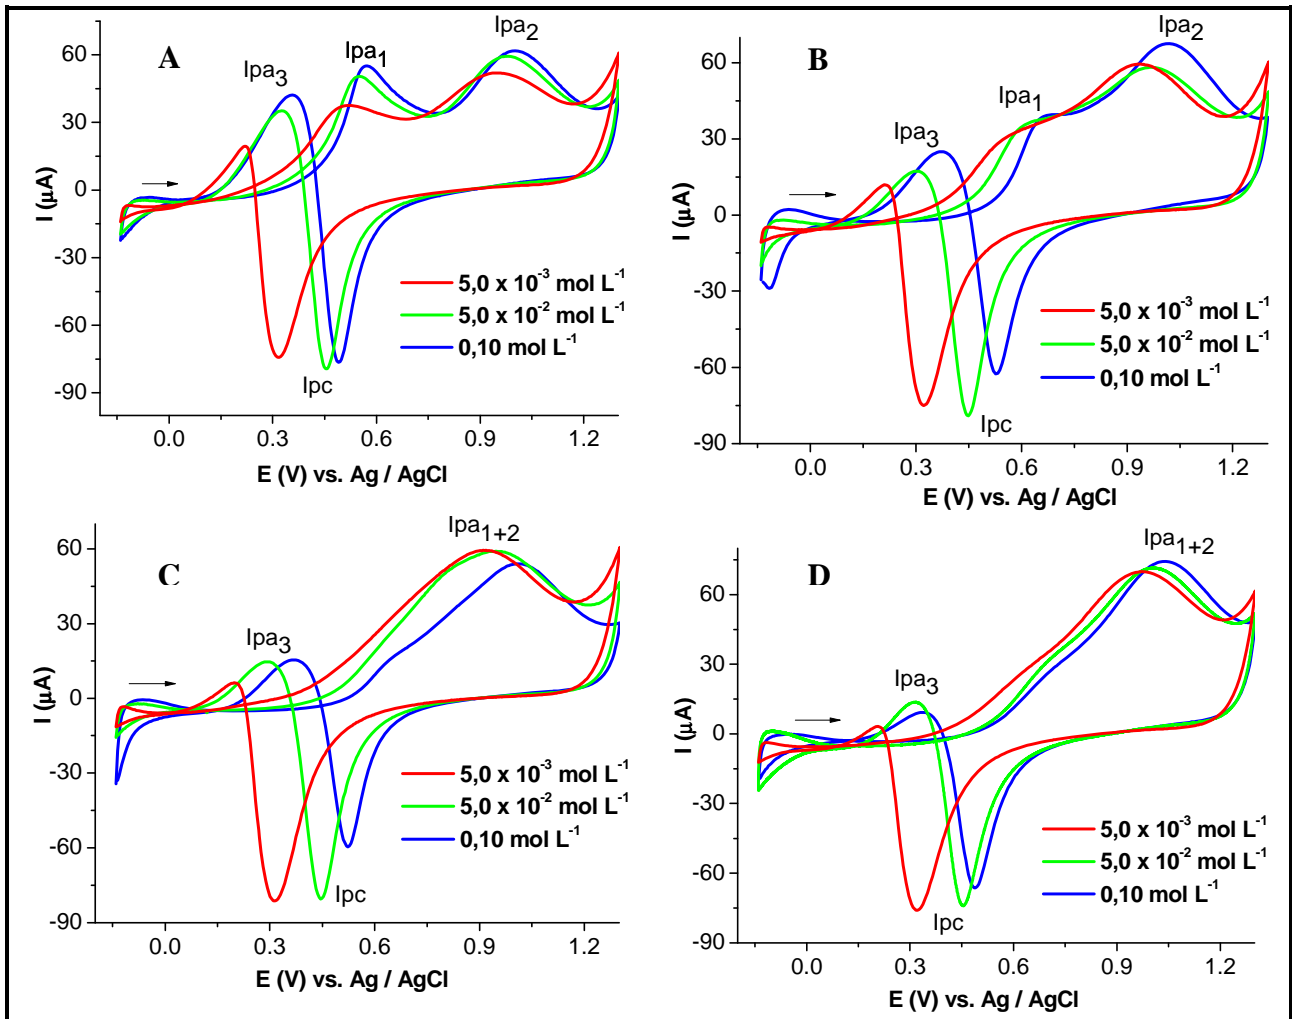 A
Ipa3
Ipa1
Ipa2
60
30
0
-30
-60
-90
I (µA)
5,0 x 10-3 mol L-1
5,0 x 10-2 mol L-1
0,10 mol L-1
Ipc
0.0 0.3 0.6 0.9 1.2
E (V) vs. Ag / AgCl
B
Ipa3
Ipa1
Ipa2
60
30
0
-30
-60
-90
I (µA)
5,0 x 10-3 mol L-1
5,0 x 10-2 mol L-1
0,10 mol L-1
Ipc
0.0 0.3 0.6 0.9 1.2
E (V) vs. Ag / AgCl
C
Ipa3
Ipa1+2
60
30
0
-30
-60
-90
I (µA)
5,0 x 10-3 mol L-1
5,0 x 10-2 mol L-1
0,10 mol L-1
Ipc
0.0 0.3 0.6 0.9 1.2
E (V) vs. Ag / AgCl
D
Ipa3
Ipa1+2
60
30
0
-30
-60
-90
I (µA)
5,0 x 10-3 mol L-1
5,0 x 10-2 mol L-1
0,10 mol L-1
Ipc
0.0 0.3 0.6 0.9 1.2
E (V) vs. Ag / AgCl